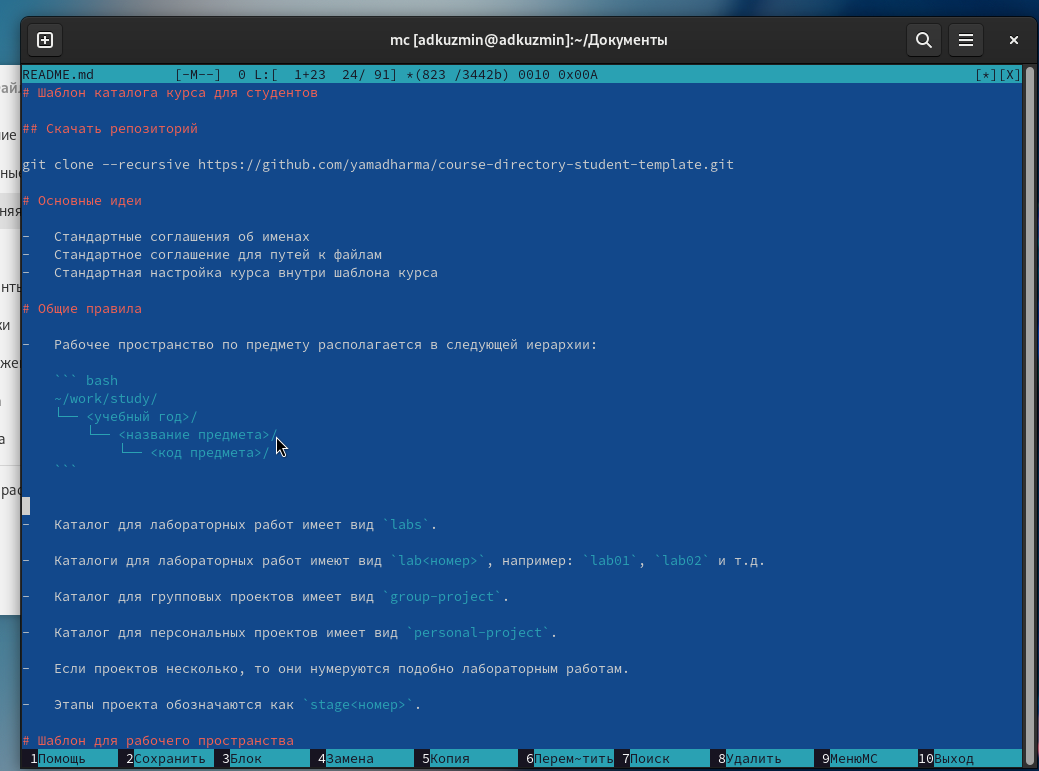 mc [adkuzmin@adkuzmin]:~/Документы
README.md [-M--] 0 L:[ 1+23 24/ 91] *(823 /3442b) 0010 0x00A [*][X]
# Шаблон каталога курса для студентов
## Скачать репозиторий
git clone --recursive https://github.com/yamadharma/course-directory-student-template.git
# Основные идеи
- Стандартные соглашения об именах
- Стандартное соглашение для путей к файлам
- Стандартная настройка курса внутри шаблона курса
# Общие правила
- Рабочее пространство по предмету располагается в следующей иерархии:
``` bash
~/work/study/
└── <учебный год>/
└── <название предмета>/
└── <код предмета>/
```
- Каталог для лабораторных работ имеет вид `labs`.
- Каталоги для лабораторных работ имеют вид `lab<номер>`, например: `lab01`, `lab02` и т.д.
- Каталог для групповых проектов имеет вид `group-project`.
- Каталог для персональных проектов имеет вид `personal-project`.
- Если проектов несколько, то они нумеруются подобно лабораторным работам.
- Этапы проекта обозначаются как `stage<номер>`.
# Шаблон для рабочего пространства
1Помощь 2Сохранить 3Блок 4Замена 5Копия 6Перем~тить 7Поиск 8Удалить 9МенюMC 10Выход